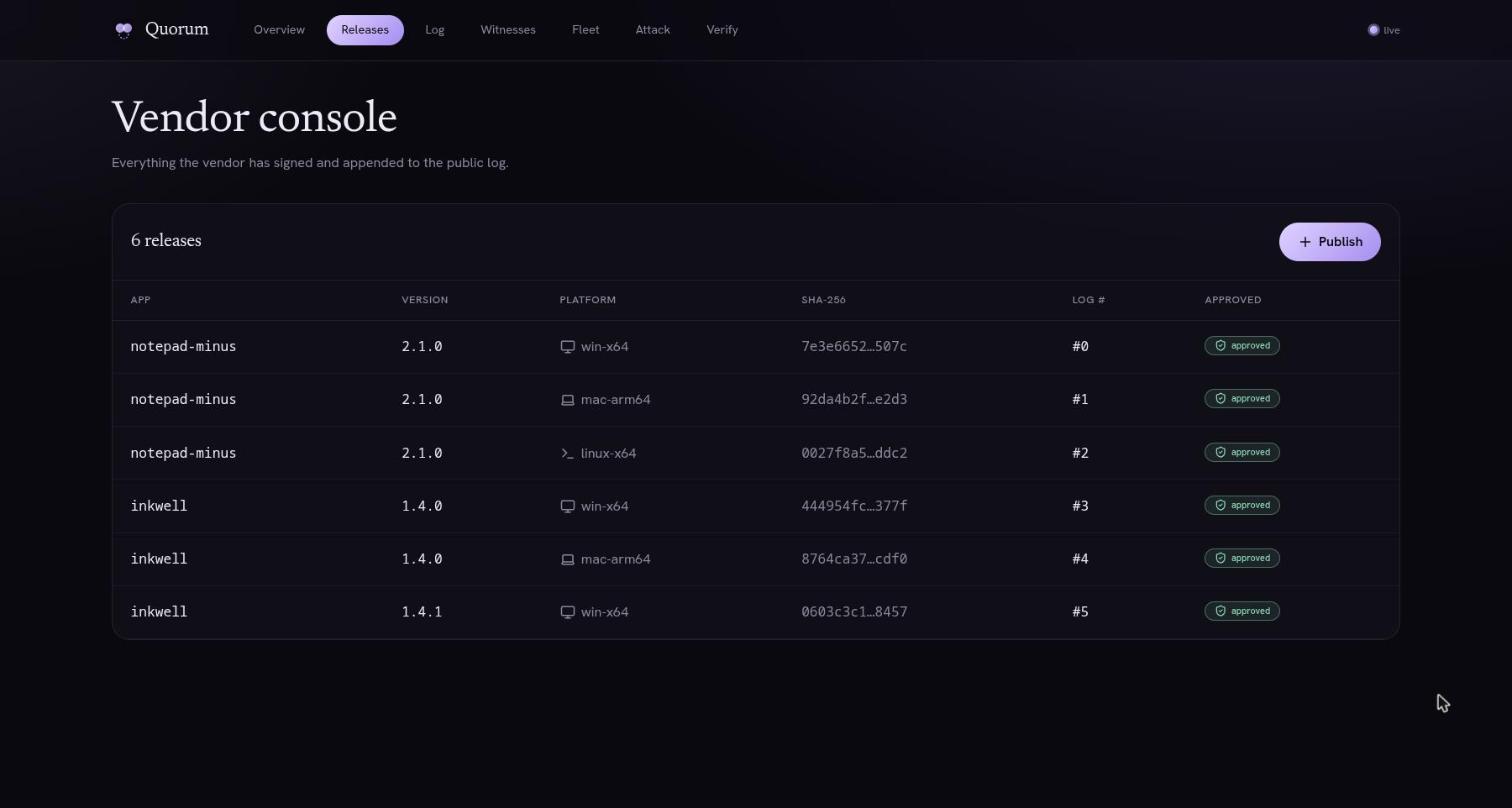 Quorum Overview Releases Log Witnesses Fleet Attack Verify live
Vendor console
Everything the vendor has signed and appended to the public log.
6 releases + Publish
APP VERSION PLATFORM SHA-256 LOG # APPROVED
notepad-minus 2.1.0 win-x64 7e3e6652…507c #0 approved
notepad-minus 2.1.0 mac-arm64 92da4b2f…e2d3 #1 approved
notepad-minus 2.1.0 linux-x64 0027f8a5…ddc2 #2 approved
inkwell 1.4.0 win-x64 444954fc…377f #3 approved
inkwell 1.4.0 mac-arm64 8764ca37…cdf0 #4 approved
inkwell 1.4.1 win-x64 0603c3c1…8457 #5 approved